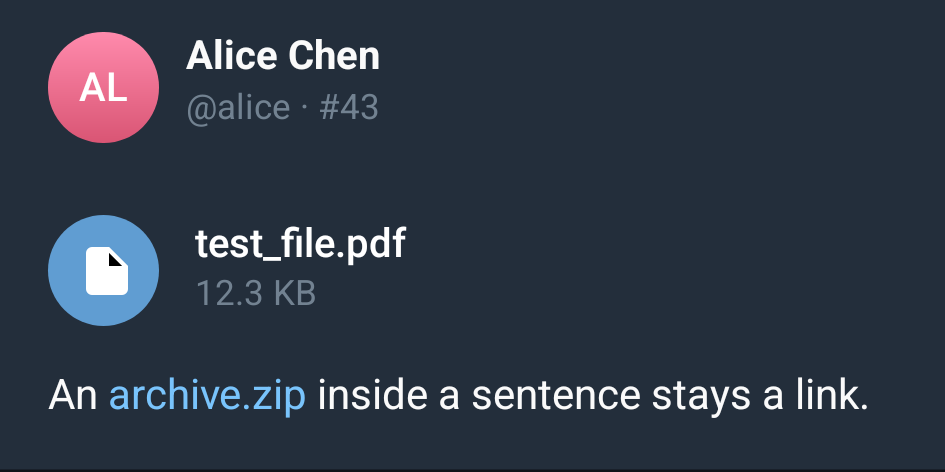 AL
Alice Chen
@alice · #43
test_file.pdf
12.3 KB
An archive.zip inside a sentence stays a link.